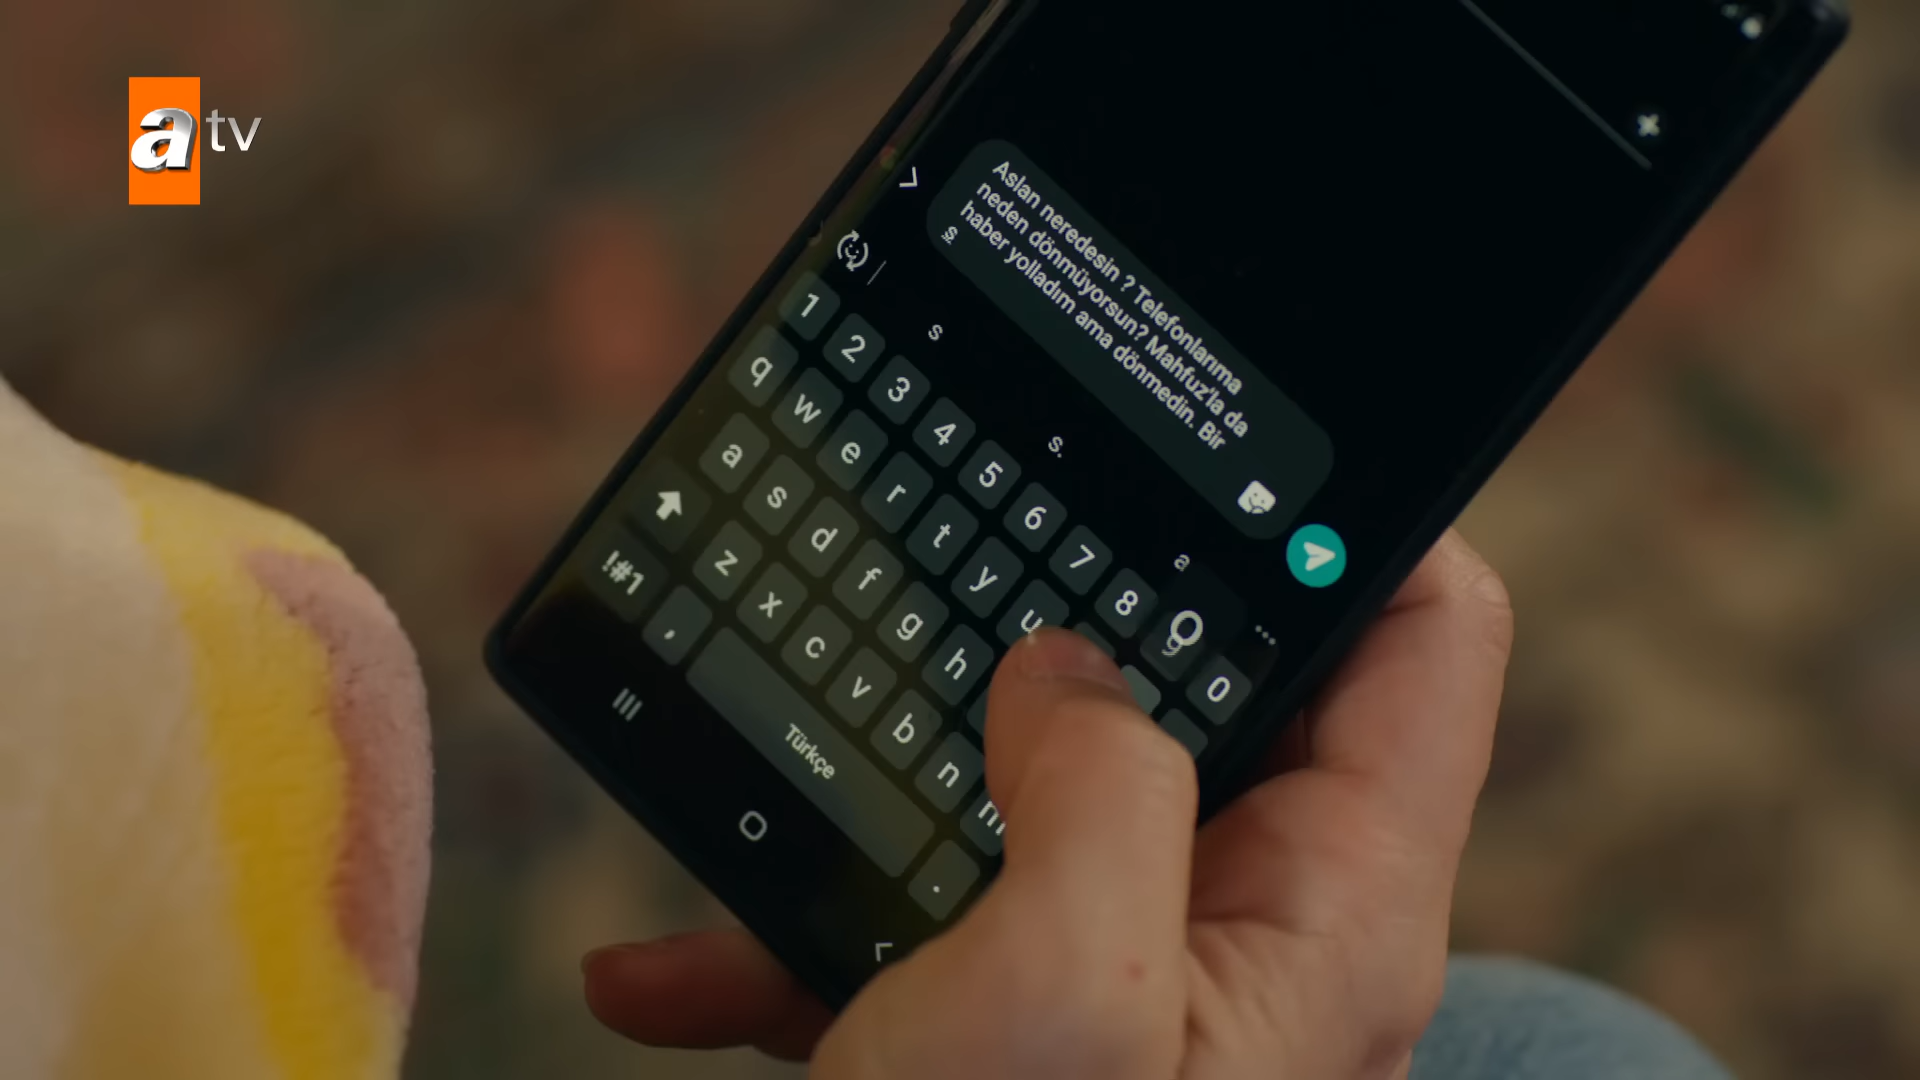 atv
Aslan neredesin ? Telefonlarıma
neden dönmüyorsun? Mahfuz'la da
haber yolladım ama dönmedin. Bir
ş
s
s.
a
1 2 3 4 5 6 7 8 9 0
q w e r t y u
O
a s d f g h
z x c v b n m
!#1 , Türkçe .